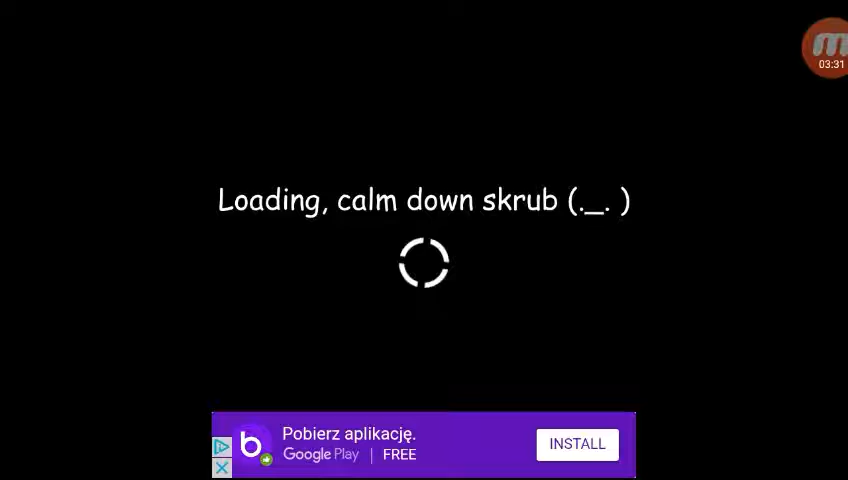 03:31
Loading, calm down skrub (._. )
Pobierz aplikację.
Google Play | FREE
INSTALL